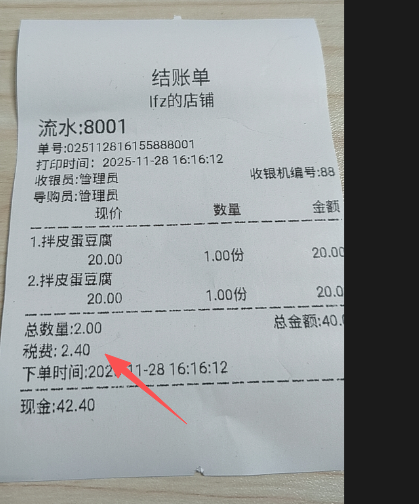 结账单
lfz的店铺
流水:8001
单号:025112816155888001
打印时间：2025-11-28 16:16:12
收银员:管理员 收银机编号:88
导购员:管理员
现价 数量 金额
1.拌皮蛋豆腐
20.00 1.00份 20.00
2.拌皮蛋豆腐
20.00 1.00份 20.0
总数量:2.00 总金额:40.
税费: 2.40
下单时间:202 11-28 16:16:12
现金:42.40